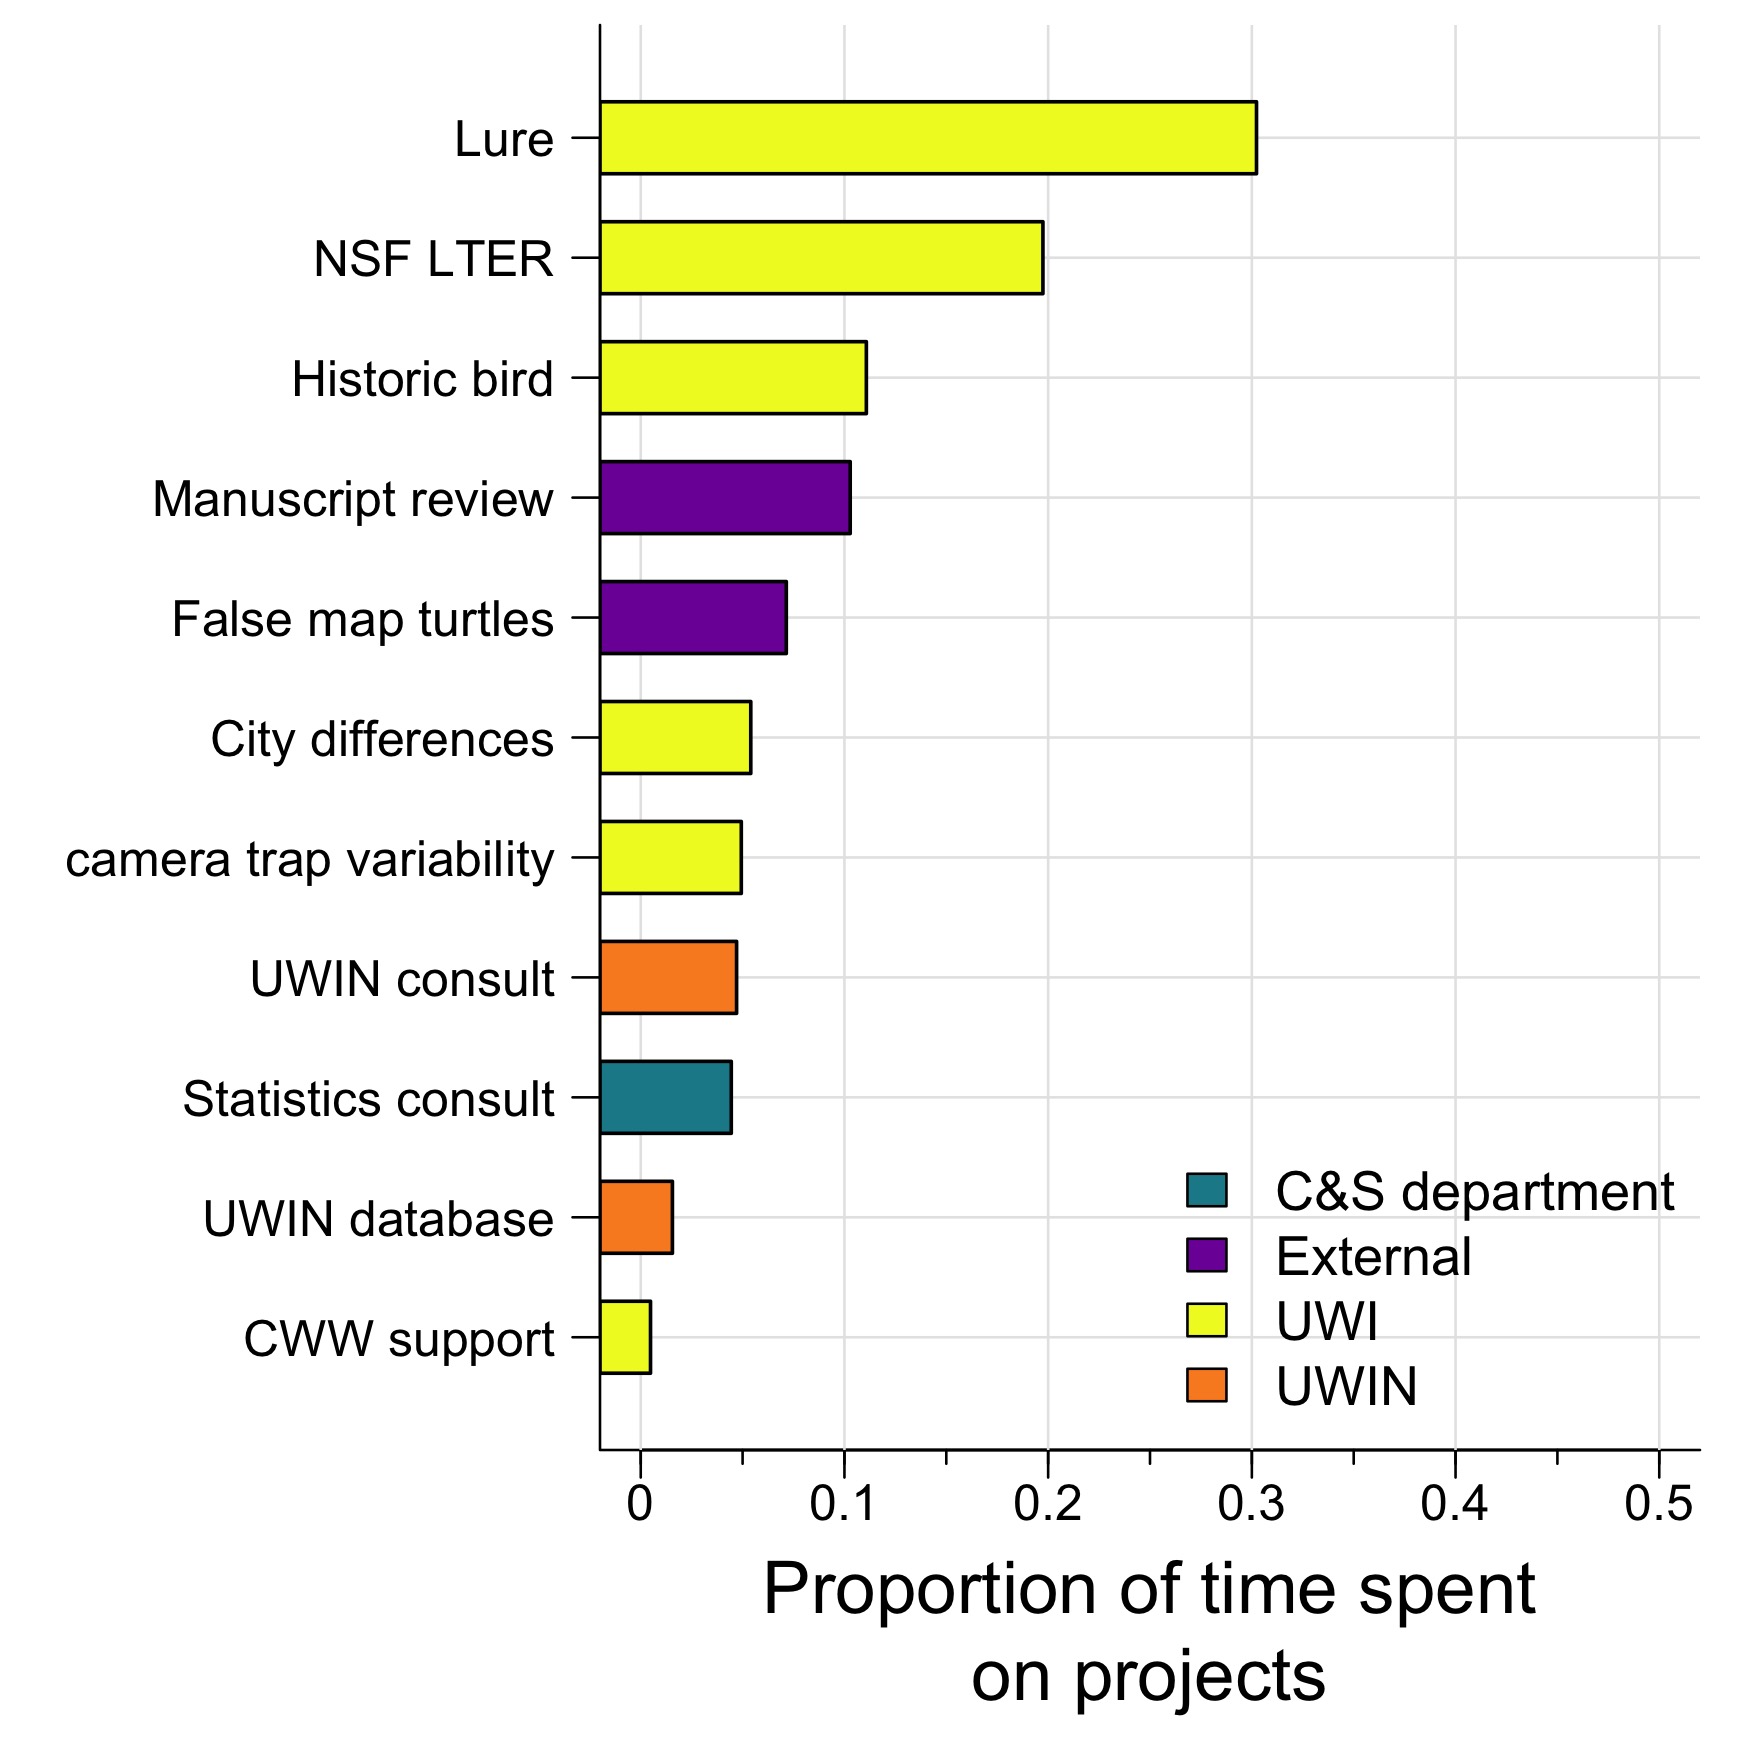 Lure
NSF LTER
Historic bird
Manuscript review
False map turtles
City differences
camera trap variability
UWIN consult
Statistics consult
UWIN database
CWW support
C&S department
External
UWI
UWIN
0 0.1 0.2 0.3 0.4 0.5
Proportion of time spent
on projects